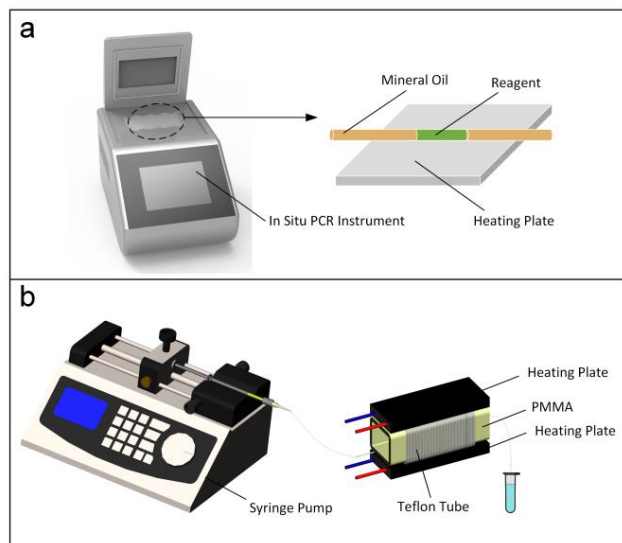 a
Mineral Oil
Reagent
In Situ PCR Instrument
Heating Plate
b
Heating Plate
PMMA
Heating Plate
Teflon Tube
Syringe Pump